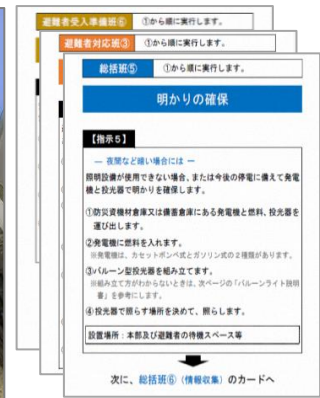 避難者受入準備班⑥ ①から順に実行します。
避難者対応班③ ①から順に実行します。
総括班⑤ ①から順に実行します。
明かりの確保
【指示５】
― 夜間など暗い場合には ―
照明設備が使用できない場合、または今後の停電に備えて発電
機と投光器で明かりを確保します。
①防災資機材倉庫又は備蓄倉庫にある発電機と燃料、投光器を
運び出します。
②発電機に燃料を入れます。
※発電機は、カセットボンベ式とガソリン式の２種類があります。
③バルーン型投光器を組み立てます。
※組み立て方がわからないときは、次ページの「バルーンライト説明
書」を参考にします。
④投光器で照らす場所を決めて、照らします。
設置場所：本部及び避難者の待機スペース等
次に、総括班⑥（情報収集）のカードへ